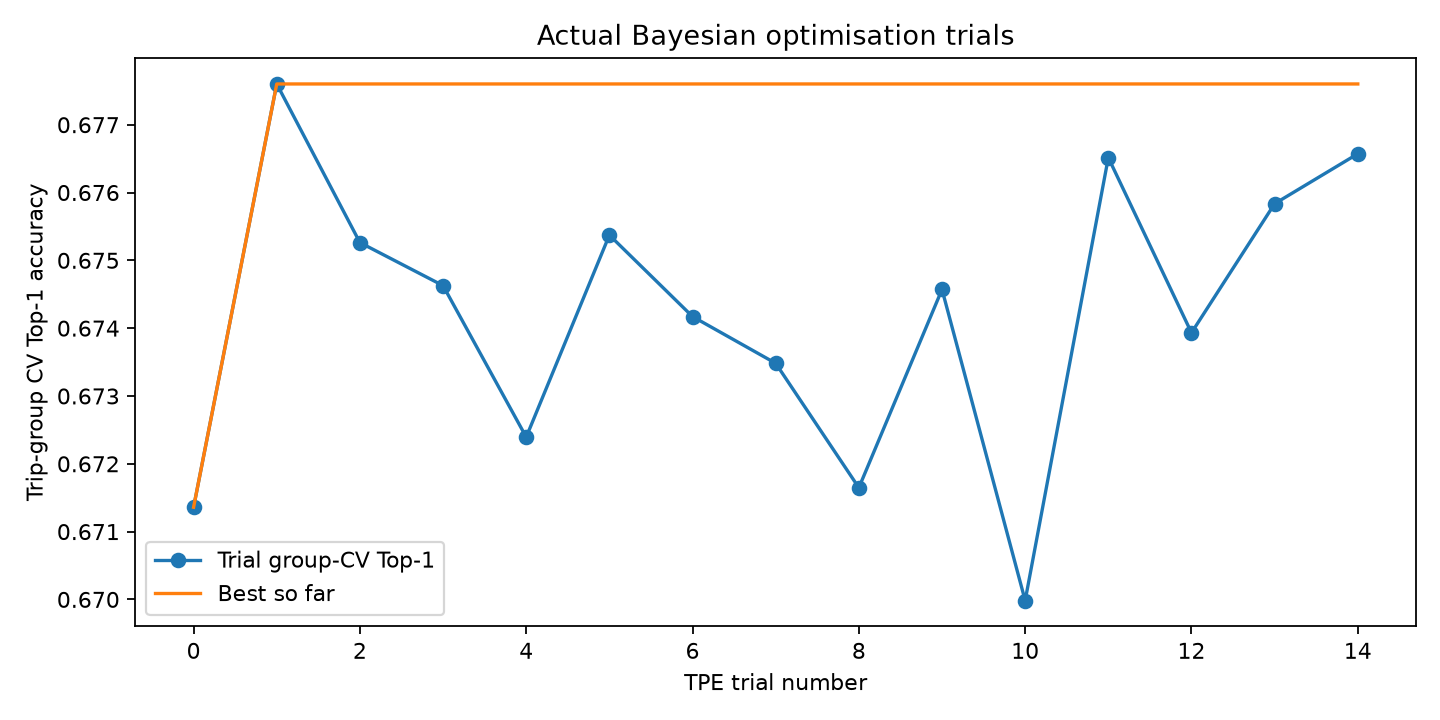 Actual Bayesian optimisation trials
Trip-group CV Top-1 accuracy
0.677
0.676
0.675
0.674
0.673
0.672
0.671
0.670
Trial group-CV Top-1
Best so far
0 2 4 6 8 10 12 14
TPE trial number